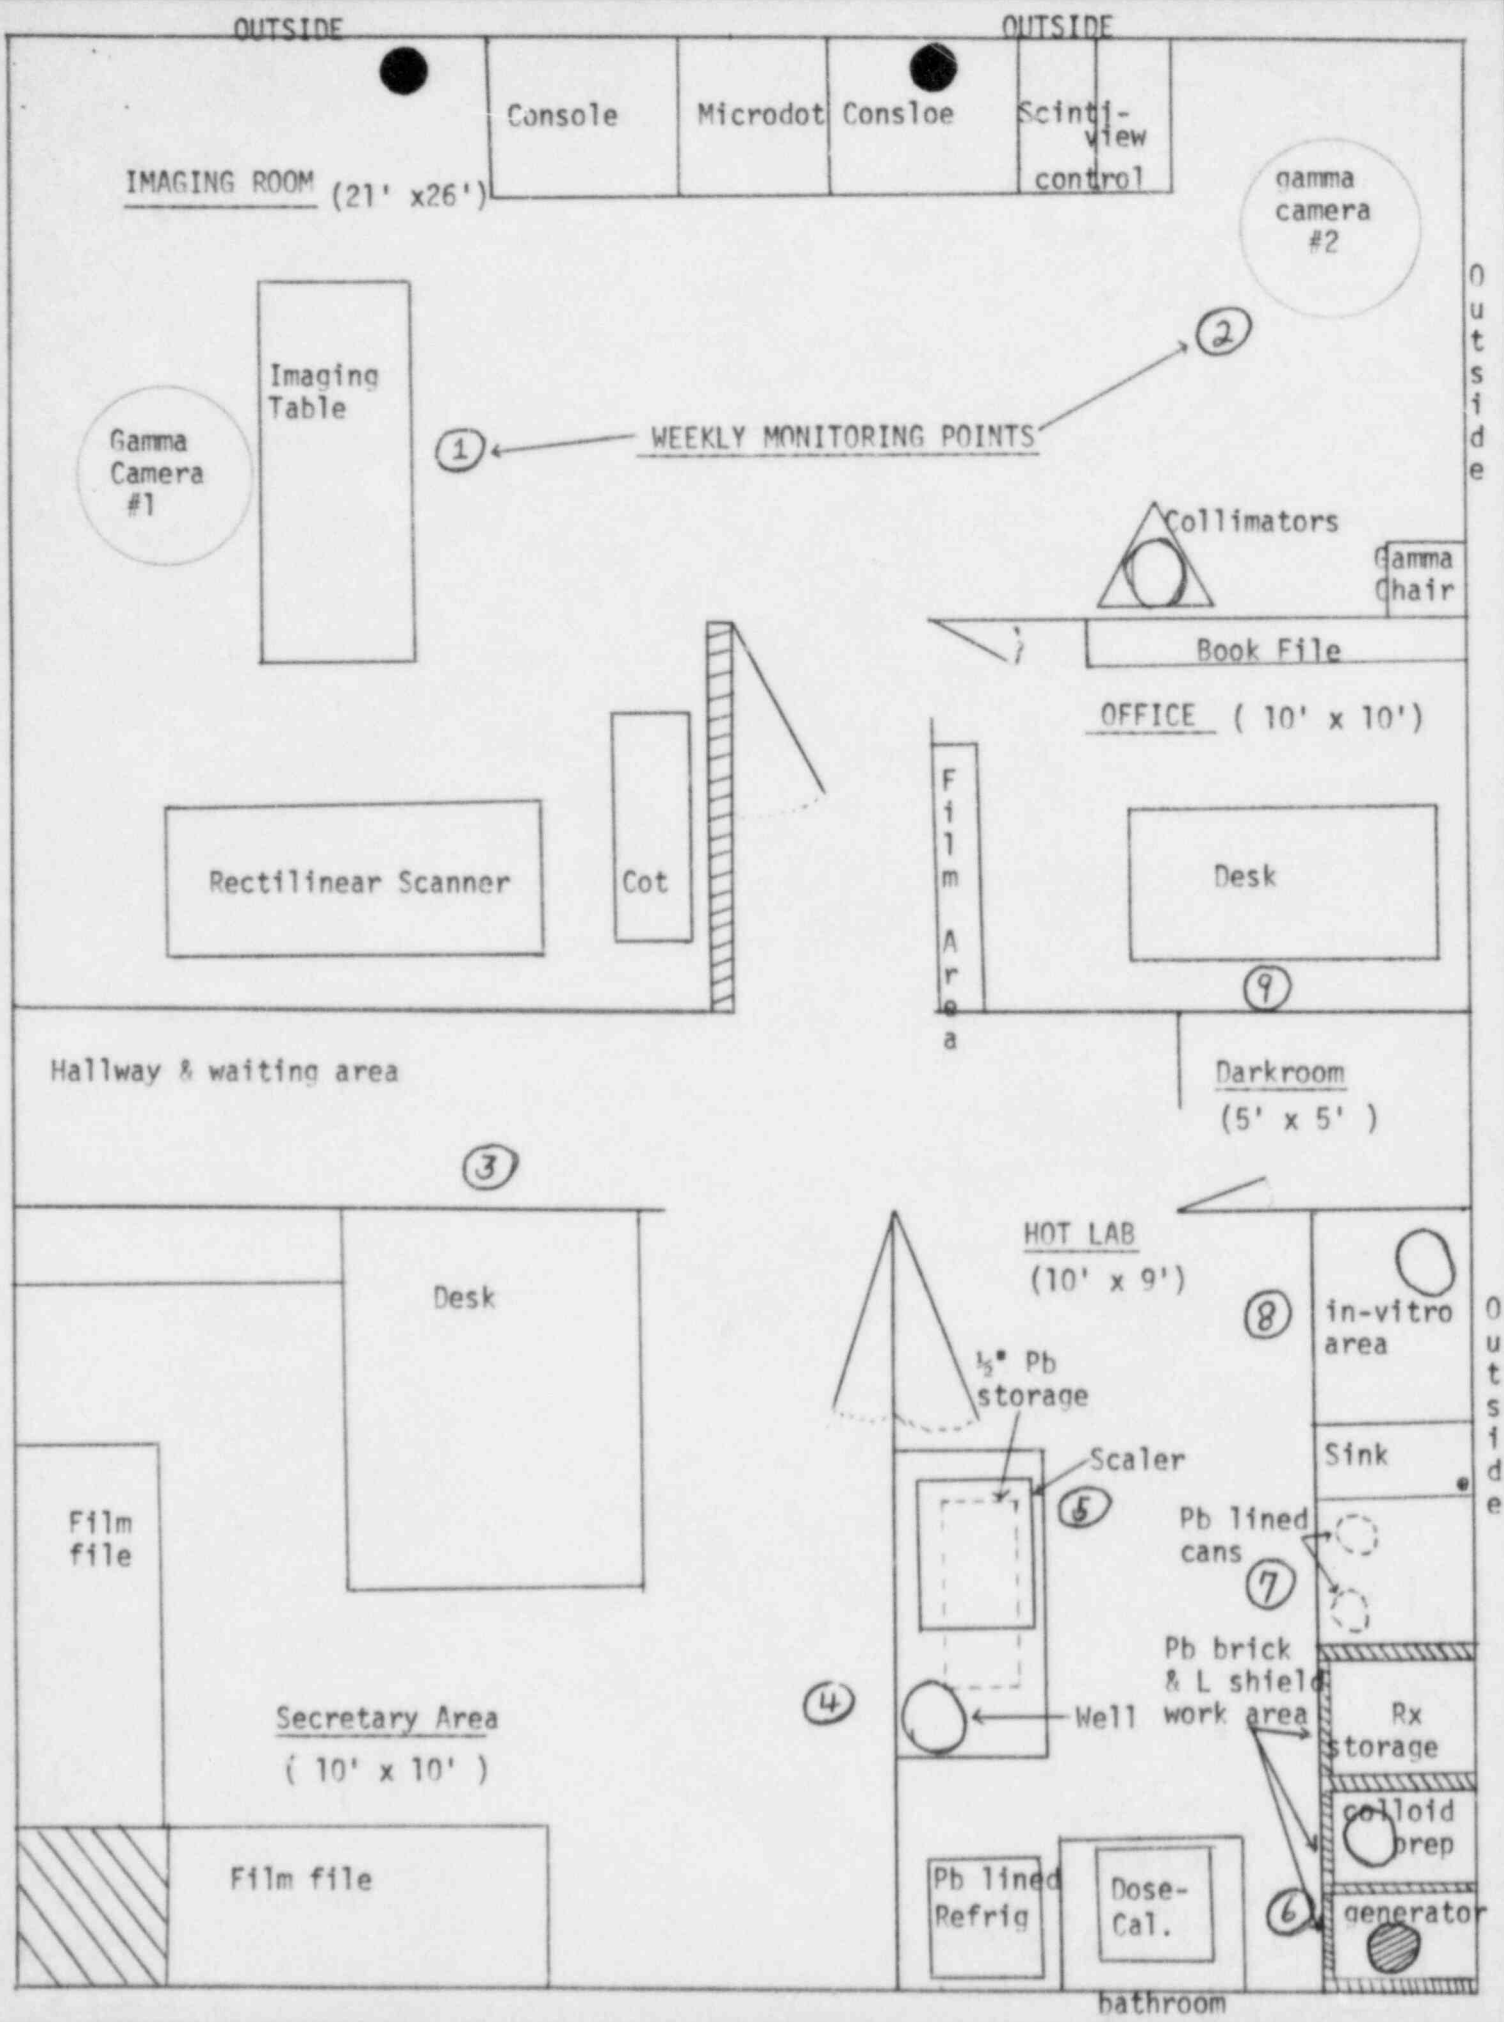 OUTSIDE
OUTSIDE
Console
Microdot
Consloe
Scinti-
view
control
IMAGING ROOM (21' x26')
gamma
camera
#2
Outside
2
Imaging
Table
Gamma
Camera
#1
1
WEEKLY MONITORING POINTS
Collimators
Gamma
Chair
Book File
OFFICE ( 10' x 10')
Film Area
Rectilinear Scanner
Cot
Desk
9
Hallway & waiting area
Darkroom
(5' x 5' )
3
HOT LAB
(10' x 9')
Desk
8
in-vitro
area
Outside
½" Pb
storage
Scaler
5
Sink
Film
file
Pb lined
cans
7
Pb brick
& L shield
work area
4
Well
Rx
storage
Secretary Area
( 10' x 10' )
colloid
prep
Film file
Pb lined
Refrig
Dose-
Cal.
6
generator
bathroom